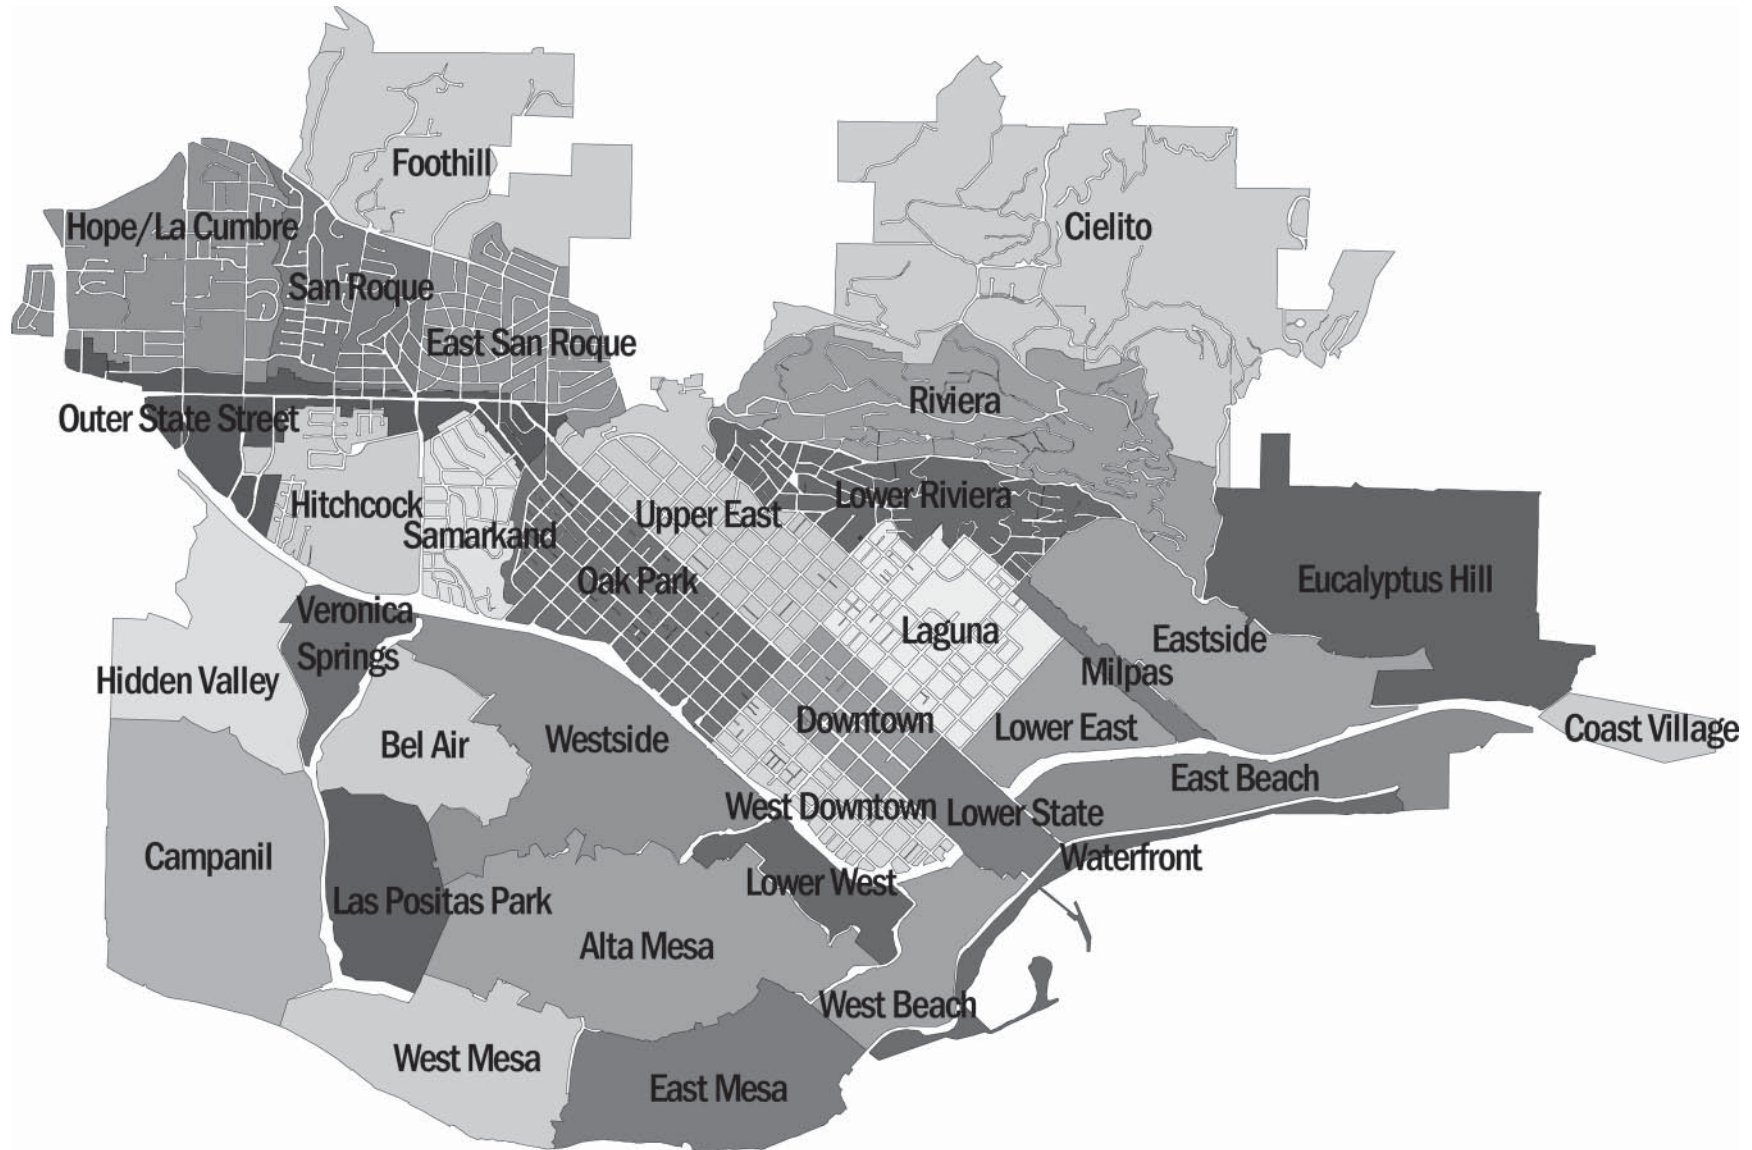 Foothill
Cielito
Hope/La Cumbre
San Roque
East San Roque
Riviera
Outer State Street
Lower Riviera
Hitchcock
Upper East
Samarkand
Oak Park
Eucalyptus Hill
Veronica
Springs
Laguna
Eastside
Milpas
Hidden Valley
Downtown
Lower East
Coast Village
Bel Air
Westside
East Beach
West Downtown
Lower State
Campanil
Waterfront
Lower West
Las Positas Park
Alta Mesa
West Beach
West Mesa
East Mesa